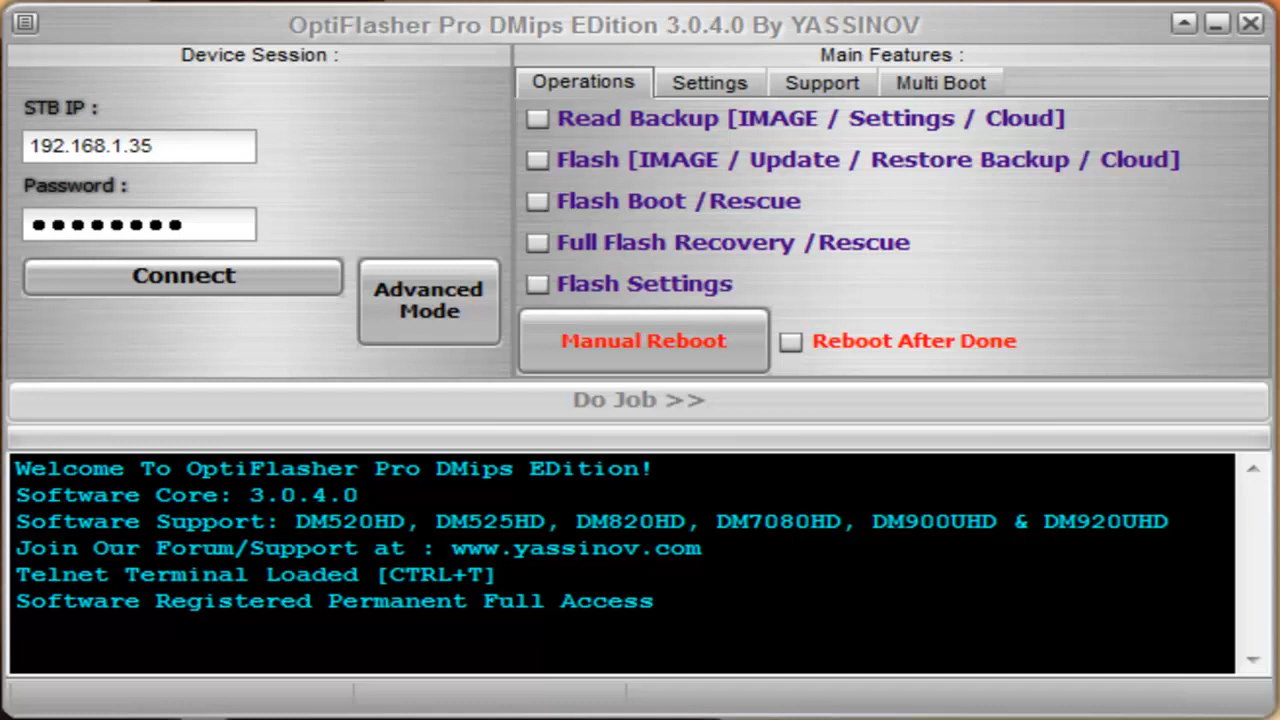 OptiFlasher Pro DMips EDition 3.0.4.0 By YASSINOV
Device Session :
STB IP :
192.168.1.35
Password :
●●●●●●●●
Connect
Advanced
Mode
Main Features :
Operations Settings Support Multi Boot
Read Backup [IMAGE / Settings / Cloud]
Flash [IMAGE / Update / Restore Backup / Cloud]
Flash Boot /Rescue
Full Flash Recovery /Rescue
Flash Settings
Manual Reboot
Reboot After Done
Do Job >>
Welcome To OptiFlasher Pro DMips EDition!
Software Core: 3.0.4.0
Software Support: DM520HD, DM525HD, DM820HD, DM7080HD, DM900UHD & DM920UHD
Join Our Forum/Support at : www.yassinov.com
Telnet Terminal Loaded [CTRL+T]
Software Registered Permanent Full Access